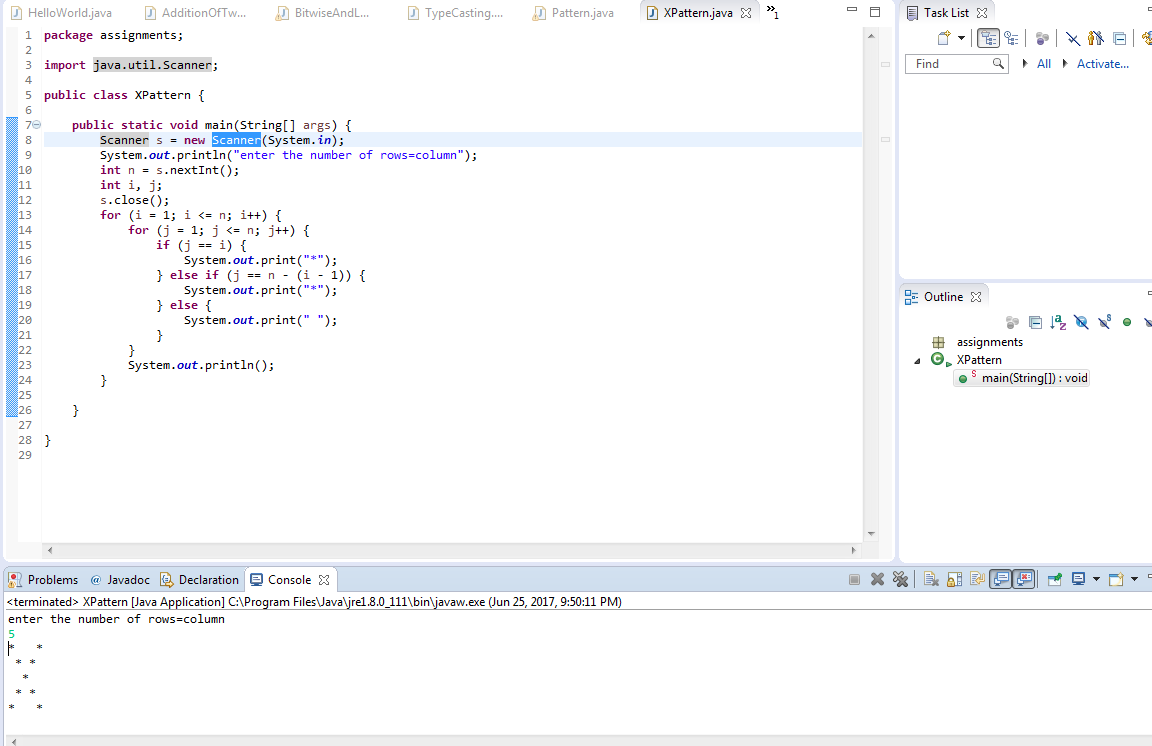 HelloWorld.java AdditionOfTw... BitwiseAndL... TypeCasting.... Pattern.java XPattern.java »1
1 package assignments;
2
3 import java.util.Scanner;
4
5 public class XPattern {
6
7     public static void main(String[] args) {
8         Scanner s = new Scanner(System.in);
9         System.out.println("enter the number of rows=column");
10         int n = s.nextInt();
11         int i, j;
12         s.close();
13         for (i = 1; i <= n; i++) {
14             for (j = 1; j <= n; j++) {
15                 if (j == i) {
16                     System.out.print("*");
17                 } else if (j == n - (i - 1)) {
18                     System.out.print("*");
19                 } else {
20                     System.out.print(" ");
21                 }
22             }
23             System.out.println();
24         }
25
26     }
27
28 }
29
Task List
Find All Activate...
Outline
assignments
XPattern
S main(String[]) : void
Problems @ Javadoc Declaration Console
<terminated> XPattern [Java Application] C:\Program Files\Java\jre1.8.0_111\bin\javaw.exe (Jun 25, 2017, 9:50:11 PM)
enter the number of rows=column
5
*   *
 * *
  *
 * *
*   *